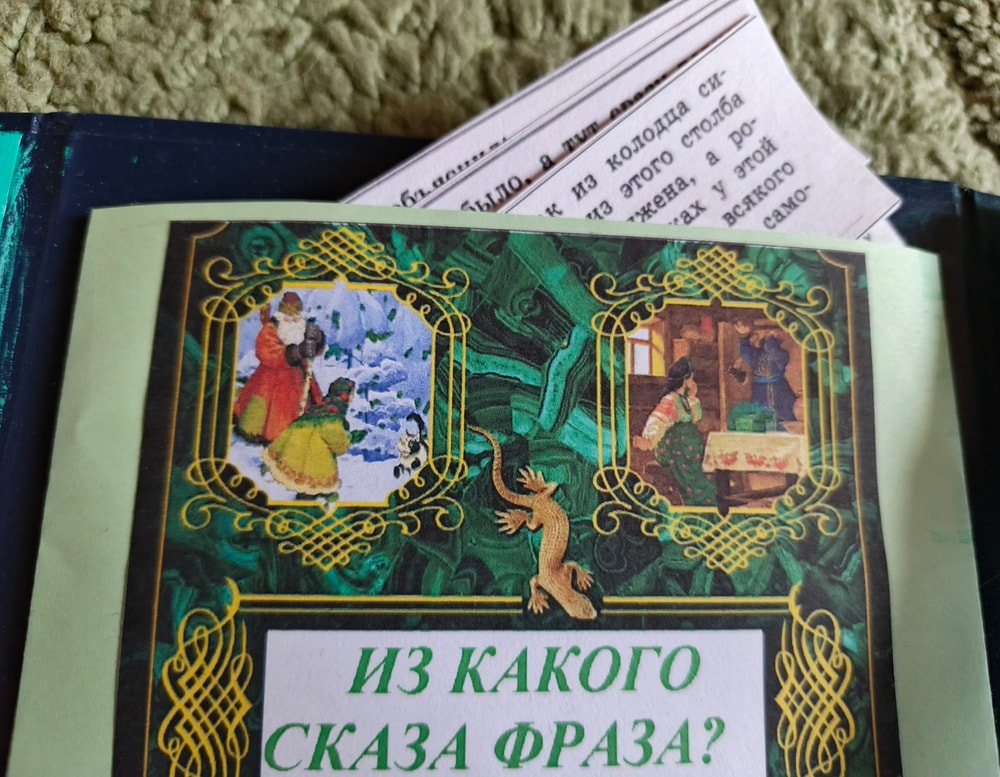 было, а тут
из колодца си-
из этого столба
жена, а ро-
ках у этой
всякого
само-
ИЗ КАКОГО
СКАЗА ФРАЗА?